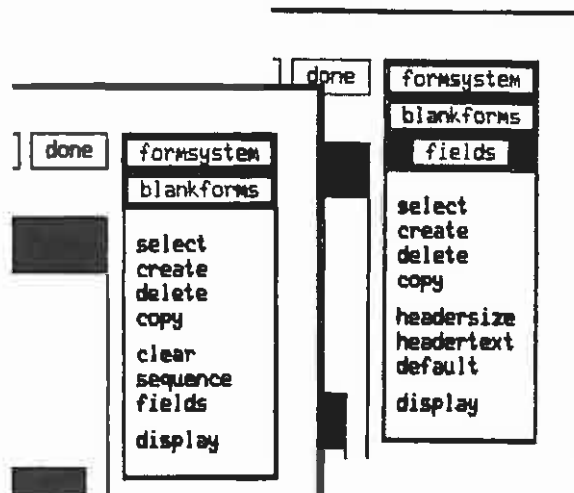 done
formsystem
blankforms
select
create
delete
copy
clear
sequence
fields
display
done
formsystem
blankforms
fields
select
create
delete
copy
headersize
headertext
default
display